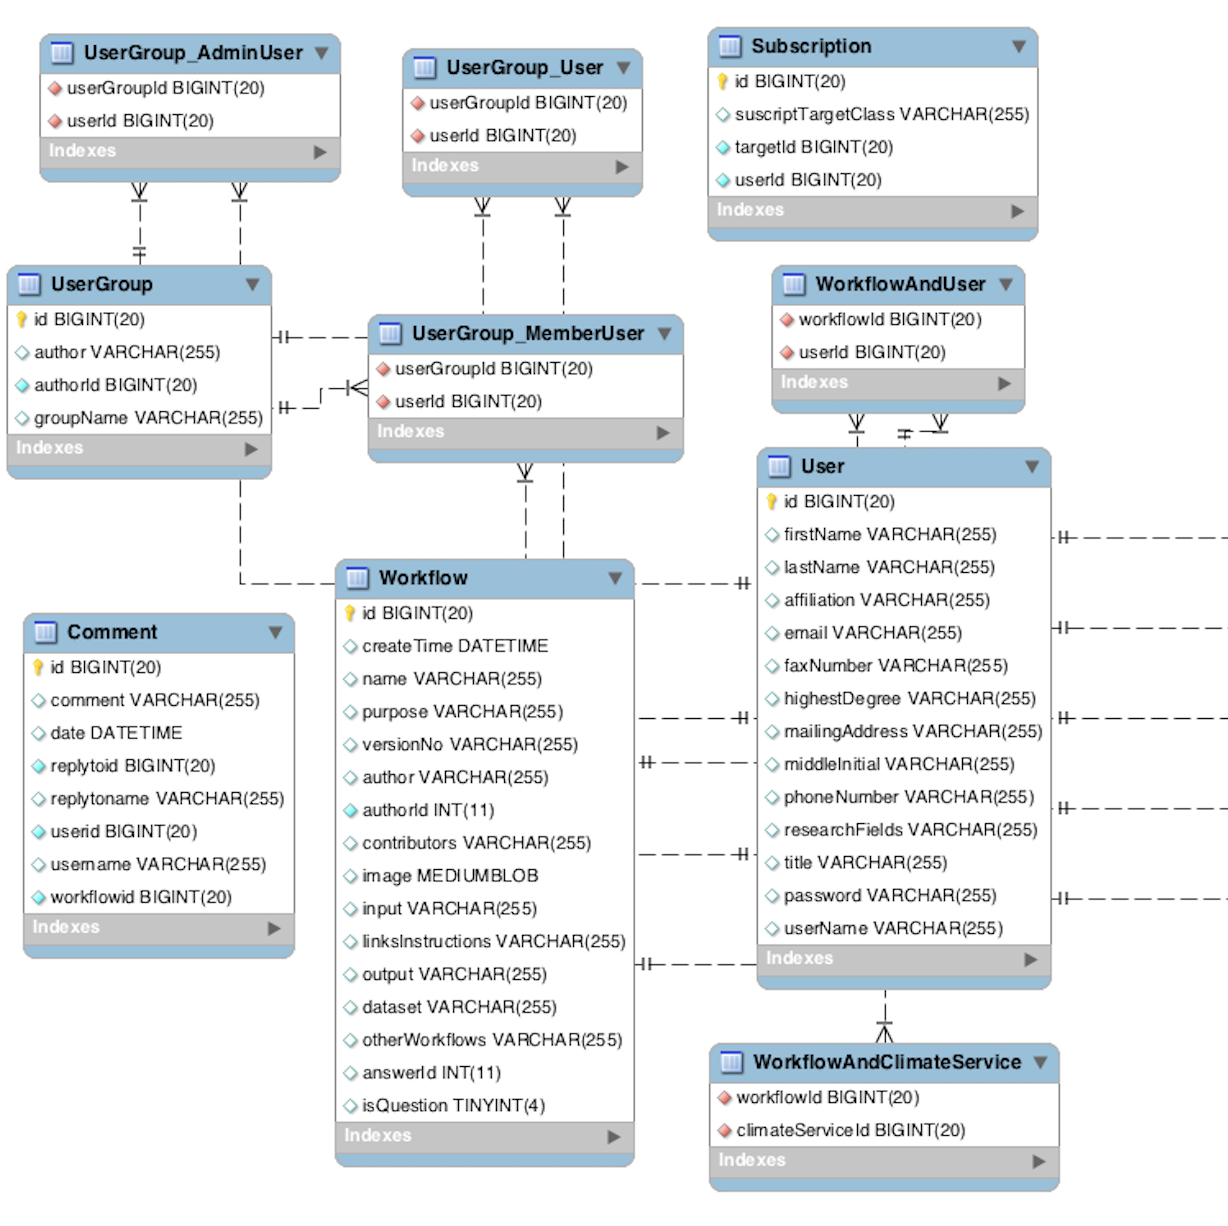 UserGroup_AdminUser
userGroupId BIGINT(20)
userId BIGINT(20)
Indexes
UserGroup_User
userGroupId BIGINT(20)
userId BIGINT(20)
Indexes
Subscription
id BIGINT(20)
suscriptTargetClass VARCHAR(255)
targetId BIGINT(20)
userId BIGINT(20)
Indexes
UserGroup
id BIGINT(20)
author VARCHAR(255)
authorId BIGINT(20)
groupName VARCHAR(255)
Indexes
UserGroup_MemberUser
userGroupId BIGINT(20)
userId BIGINT(20)
Indexes
WorkflowAndUser
workflowId BIGINT(20)
userId BIGINT(20)
Indexes
User
id BIGINT(20)
firstName VARCHAR(255)
lastName VARCHAR(255)
affiliation VARCHAR(255)
email VARCHAR(255)
faxNumber VARCHAR(255)
highestDegree VARCHAR(255)
mailingAddress VARCHAR(255)
middleInitial VARCHAR(255)
phoneNumber VARCHAR(255)
researchFields VARCHAR(255)
title VARCHAR(255)
password VARCHAR(255)
userName VARCHAR(255)
Indexes
Workflow
id BIGINT(20)
createTime DATETIME
name VARCHAR(255)
purpose VARCHAR(255)
versionNo VARCHAR(255)
author VARCHAR(255)
authorId INT(11)
contributors VARCHAR(255)
image MEDIUMBLOB
input VARCHAR(255)
linksInstructions VARCHAR(255)
output VARCHAR(255)
dataset VARCHAR(255)
otherWorkflows VARCHAR(255)
answerId INT(11)
isQuestion TINYINT(4)
Indexes
Comment
id BIGINT(20)
comment VARCHAR(255)
date DATETIME
replytoid BIGINT(20)
replytoname VARCHAR(255)
userid BIGINT(20)
username VARCHAR(255)
workflowid BIGINT(20)
Indexes
WorkflowAndClimateService
workflowId BIGINT(20)
climateServiceId BIGINT(20)
Indexes